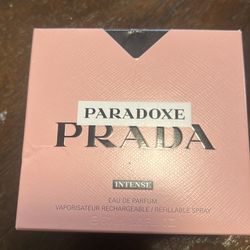 PARADOXE
PRADA
INTENSE
EAU DE PARFUM
VAPORISATEUR RECHARGEABLE / REFILLABLE SPRAY